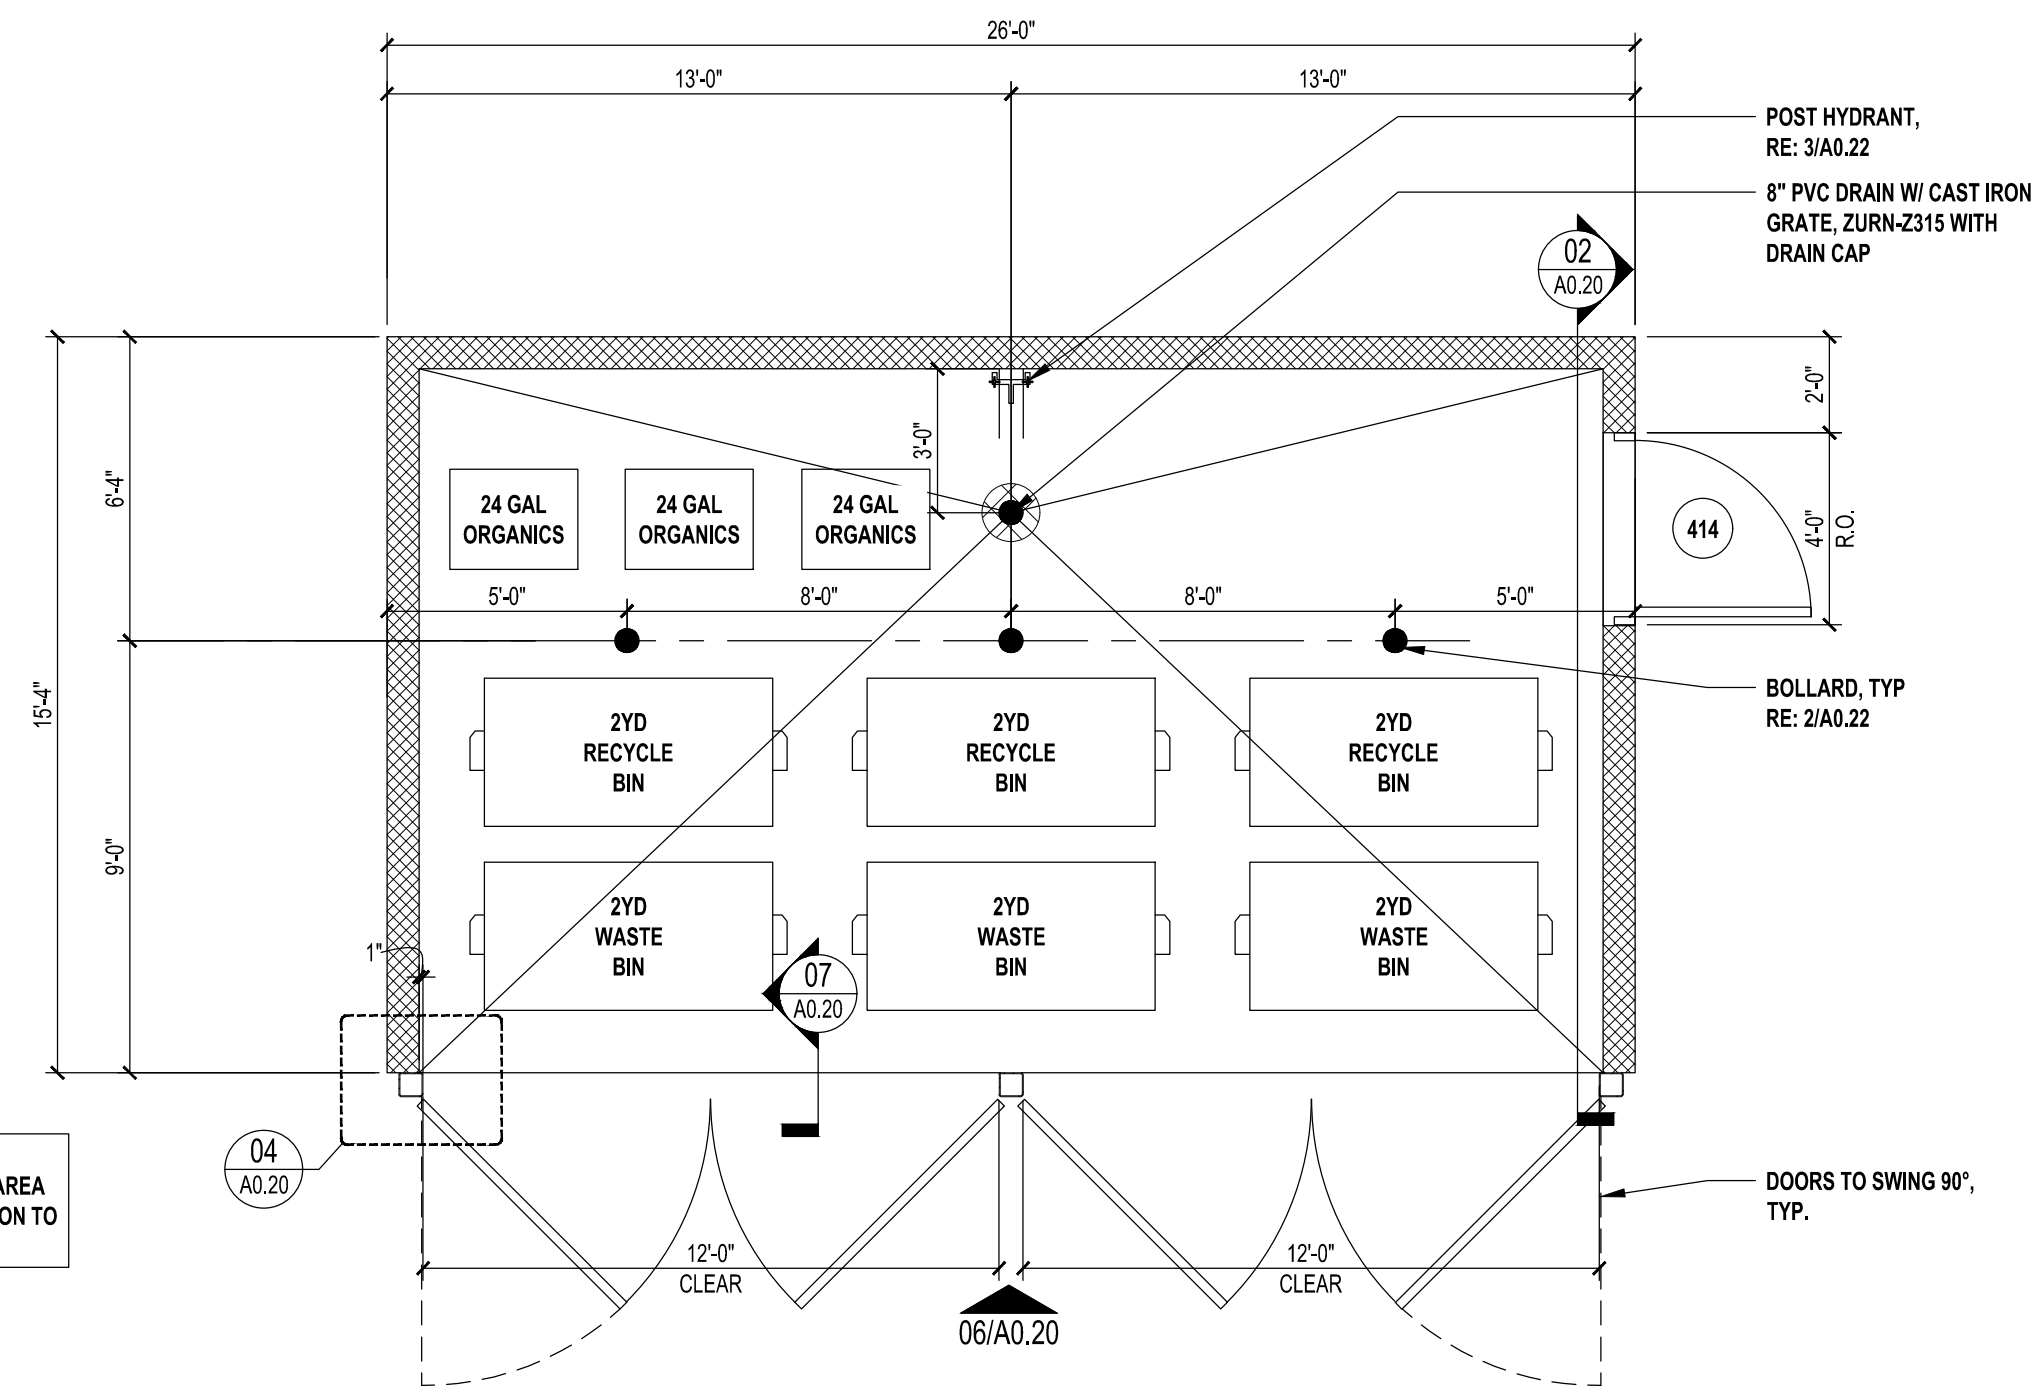 26'-0"
13'-0"
13'-0"
POST HYDRANT,
RE: 3/A0.22
8" PVC DRAIN W/ CAST IRON
GRATE, ZURN-Z315 WITH
DRAIN CAP
02
A0.20
2'-0"
3'-0"
6'-4"
24 GAL
ORGANICS
24 GAL
ORGANICS
24 GAL
ORGANICS
414
4'-0"
R.O.
5'-0"
8'-0"
8'-0"
5'-0"
15'-4"
BOLLARD, TYP
RE: 2/A0.22
2YD
RECYCLE
BIN
2YD
RECYCLE
BIN
2YD
RECYCLE
BIN
9'-0"
2YD
WASTE
BIN
2YD
WASTE
BIN
2YD
WASTE
BIN
1"
07
A0.20
04
A0.20
AREA
ON TO
DOORS TO SWING 90°,
TYP.
12'-0"
CLEAR
12'-0"
CLEAR
06/A0.20